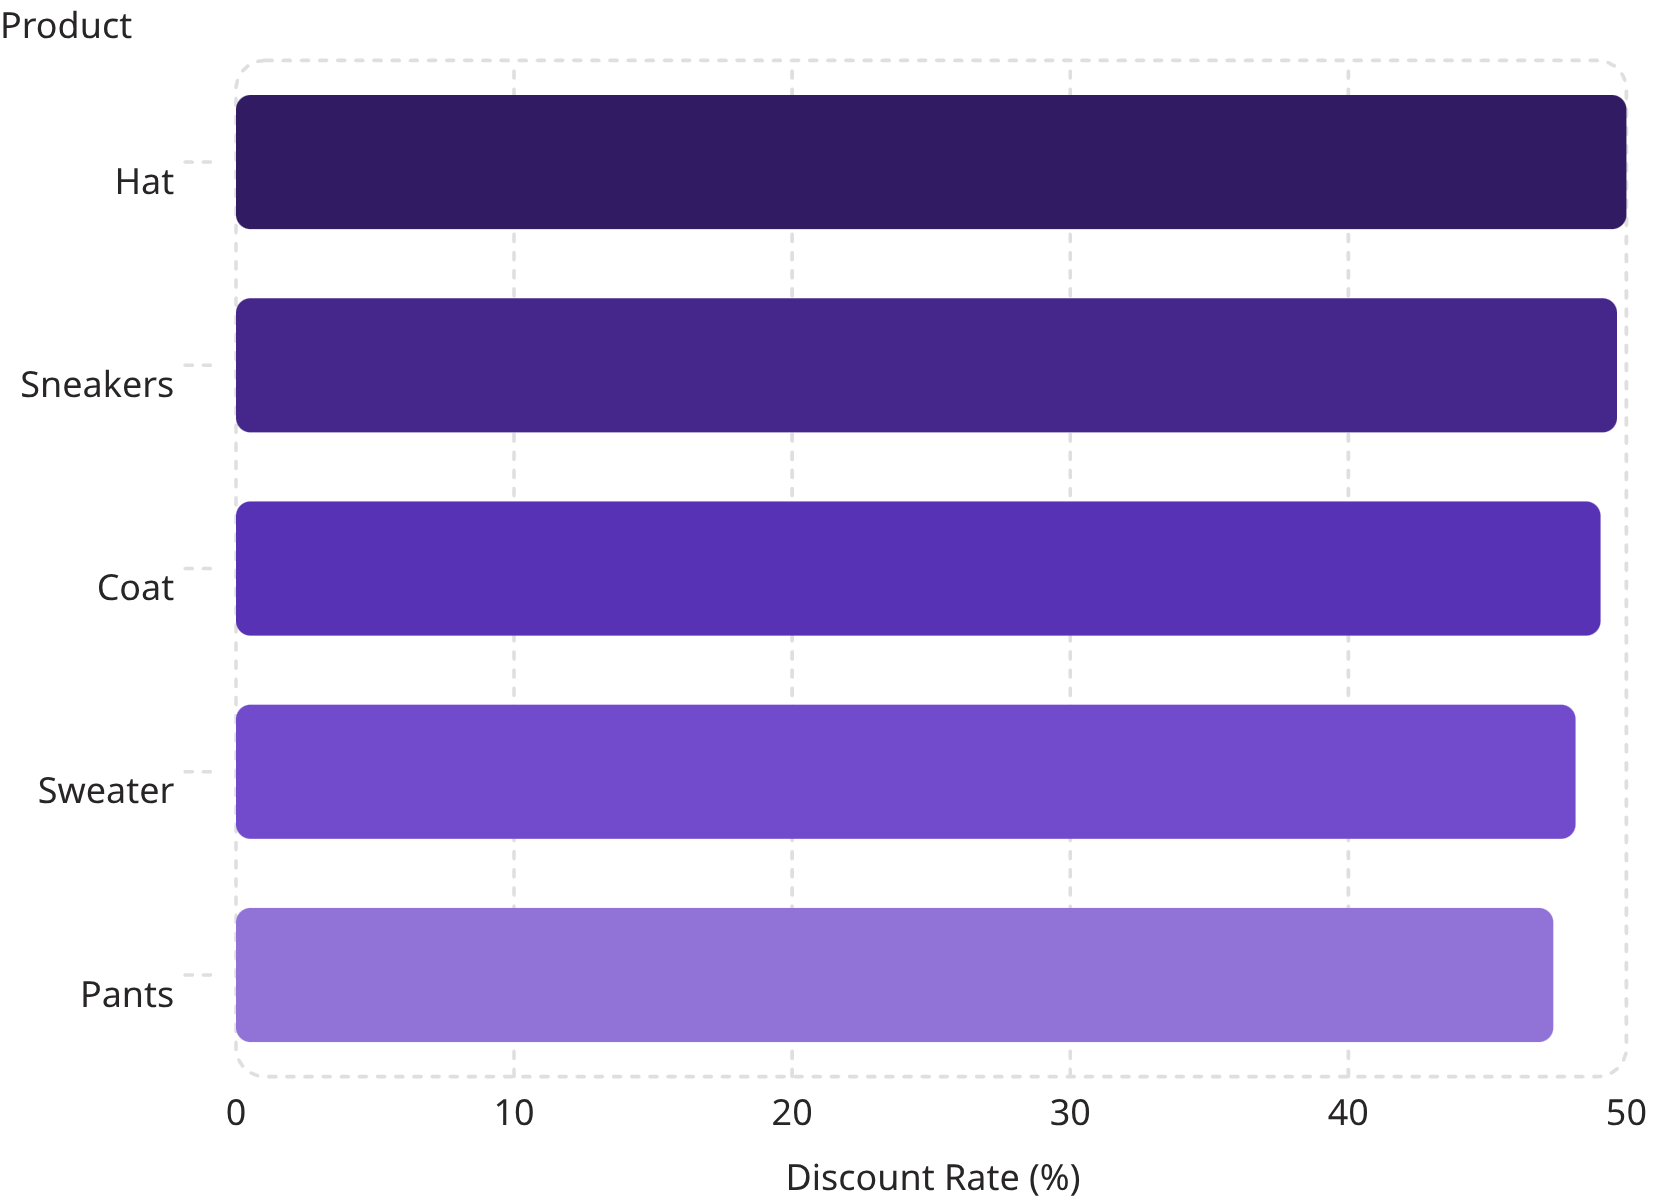 Product
Hat
Sneakers
Coat
Sweater
Pants
0 10 20 30 40 50
Discount Rate (%)